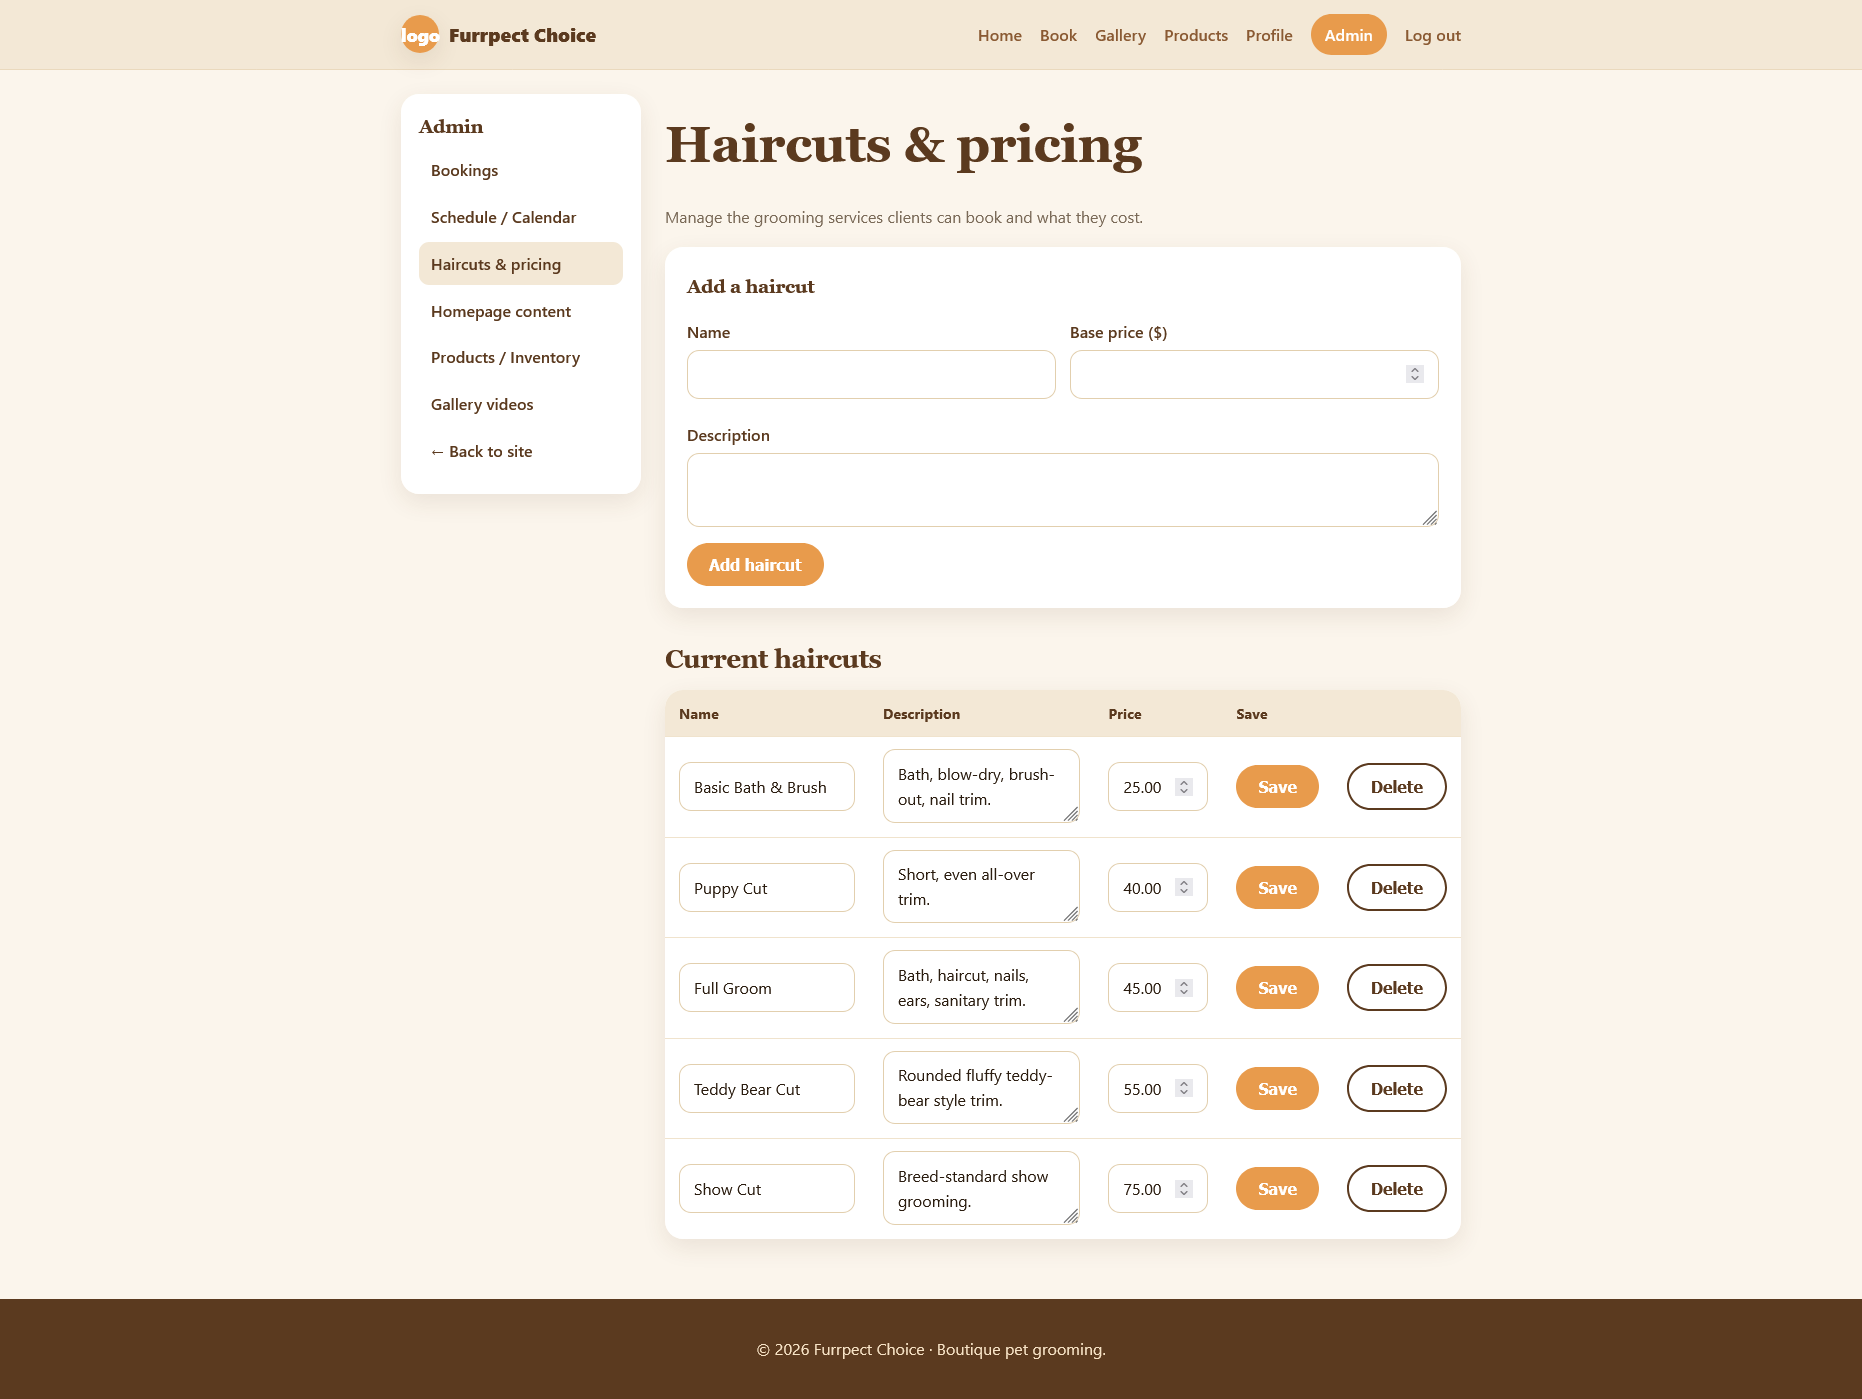 logo Furrpect Choice
Home Book Gallery Products Profile Admin Log out
Admin
Bookings
Schedule / Calendar
Haircuts & pricing
Homepage content
Products / Inventory
Gallery videos
← Back to site
Haircuts & pricing
Manage the grooming services clients can book and what they cost.
Add a haircut
Name Base price ($)
Description
Add haircut
Current haircuts
Name Description Price Save
Basic Bath & Brush
Bath, blow-dry, brush-
out, nail trim.
25.00 Save Delete
Puppy Cut
Short, even all-over
trim.
40.00 Save Delete
Full Groom
Bath, haircut, nails,
ears, sanitary trim.
45.00 Save Delete
Teddy Bear Cut
Rounded fluffy teddy-
bear style trim.
55.00 Save Delete
Show Cut
Breed-standard show
grooming.
75.00 Save Delete
© 2026 Furrpect Choice · Boutique pet grooming.